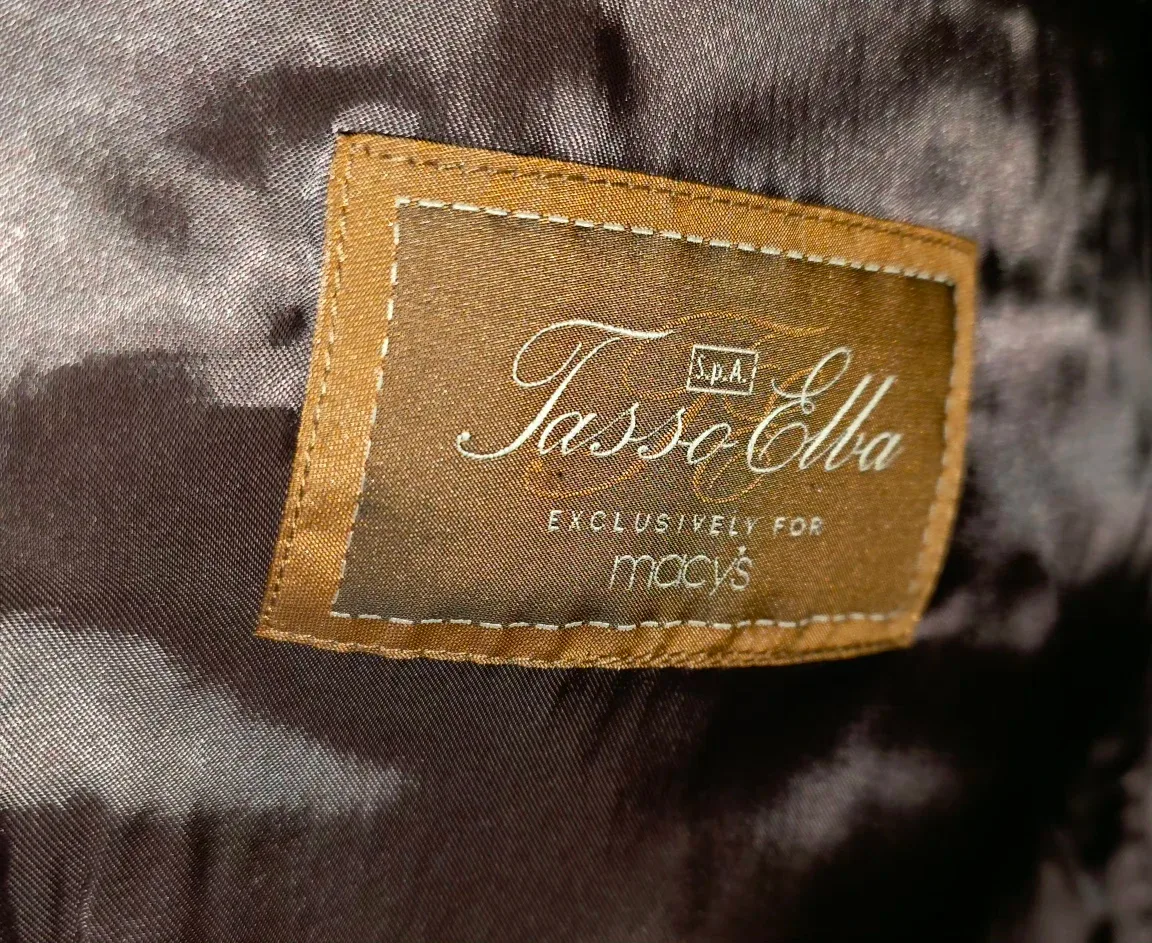 S.p.A.
Tasso Elba
EXCLUSIVELY FOR
macy's